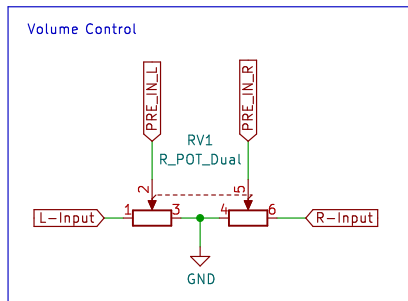 Volume Control
PRE_IN_L
PRE_IN_R
RV1
R_POT_Dual
2
5
L-Input
1
3
4
6
R-Input
GND